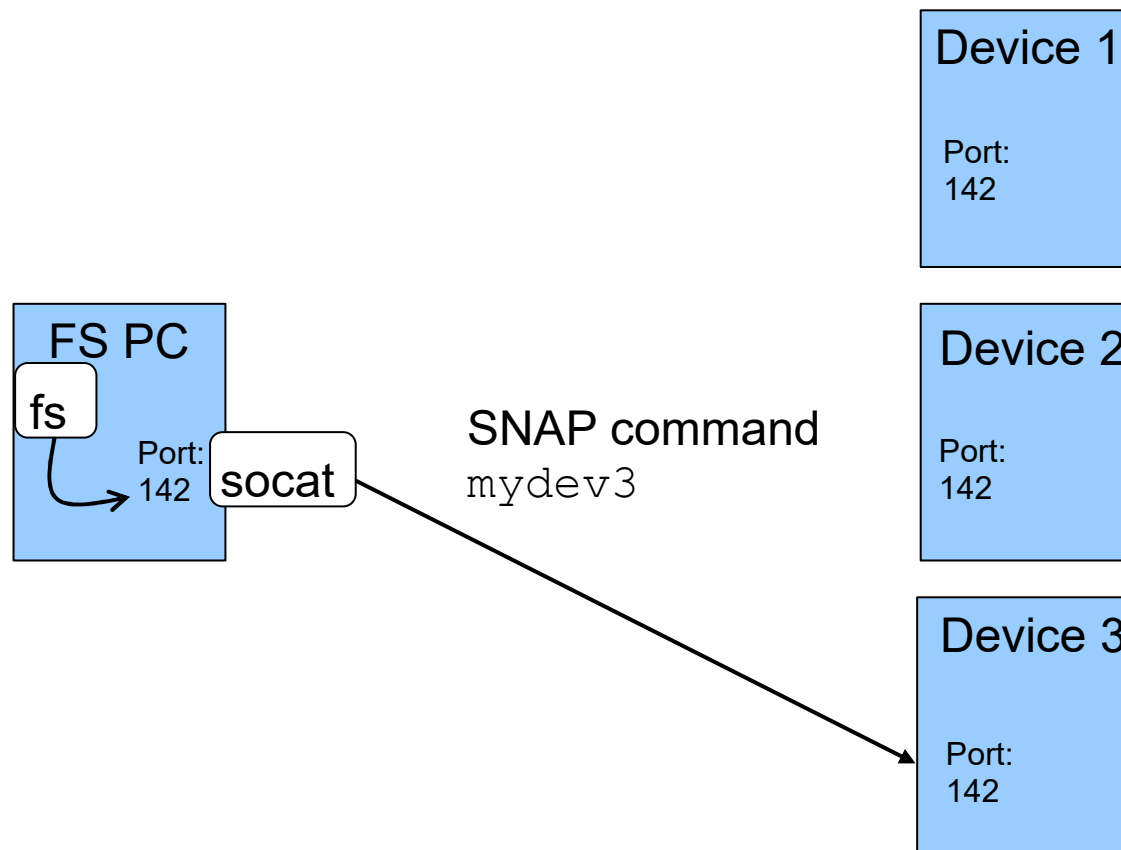 Device 1
Port:
142
FS PC
fs
Port:
142
socat
SNAP command
mydev3
Device 2
Port:
142
Device 3
Port:
142